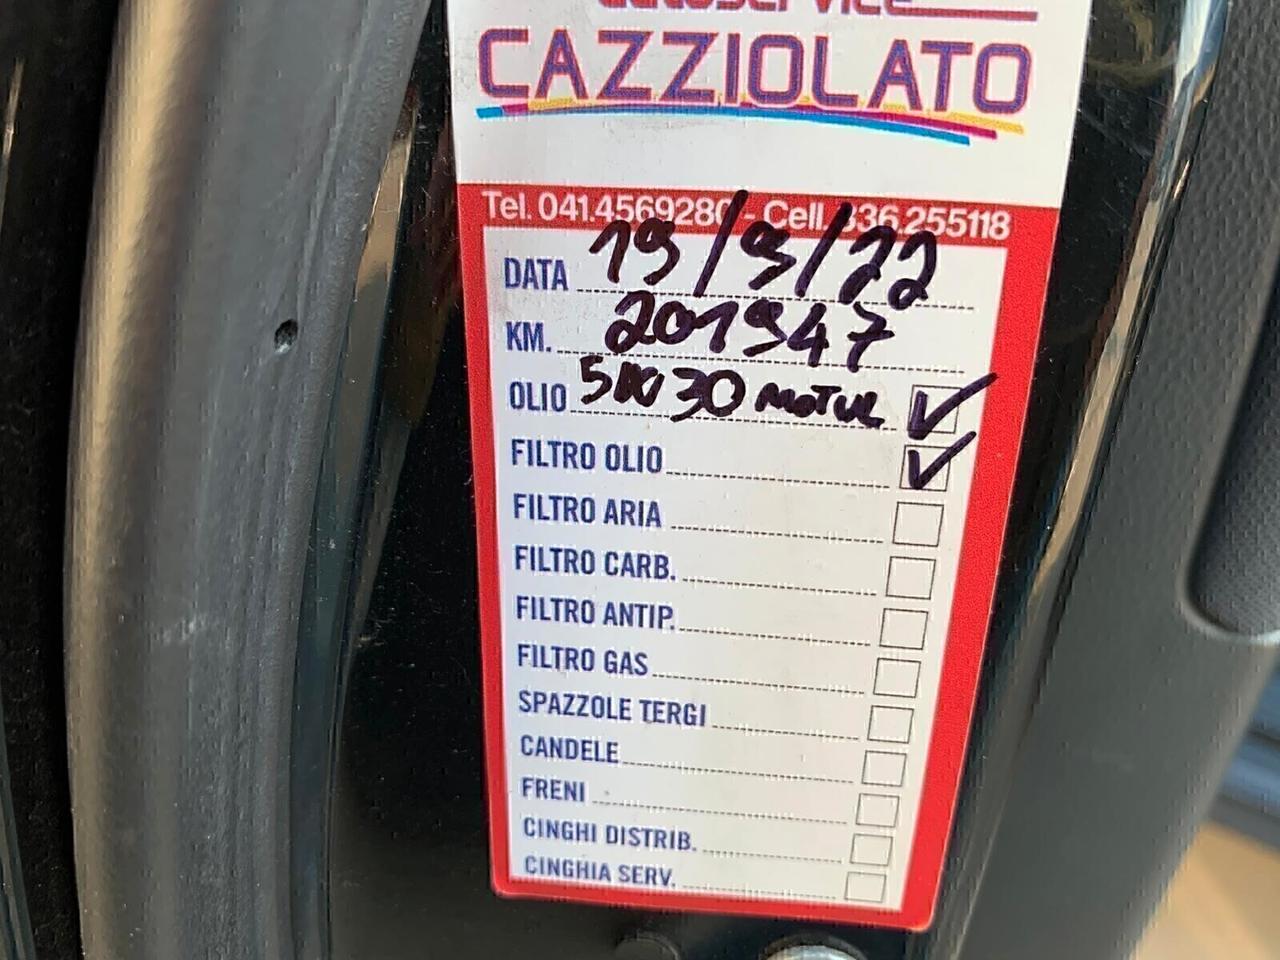 autoservice
CAZZIOLATO
Tel. 041.4569280 - Cell. 336.255118
DATA 19/9/22
KM. 201947
OLIO 5W30 MOTUL
FILTRO OLIO
FILTRO ARIA
FILTRO CARB.
FILTRO ANTIP.
FILTRO GAS
SPAZZOLE TERGI
CANDELE
FRENI
CINGHI DISTRIB.
CINGHIA SERV.